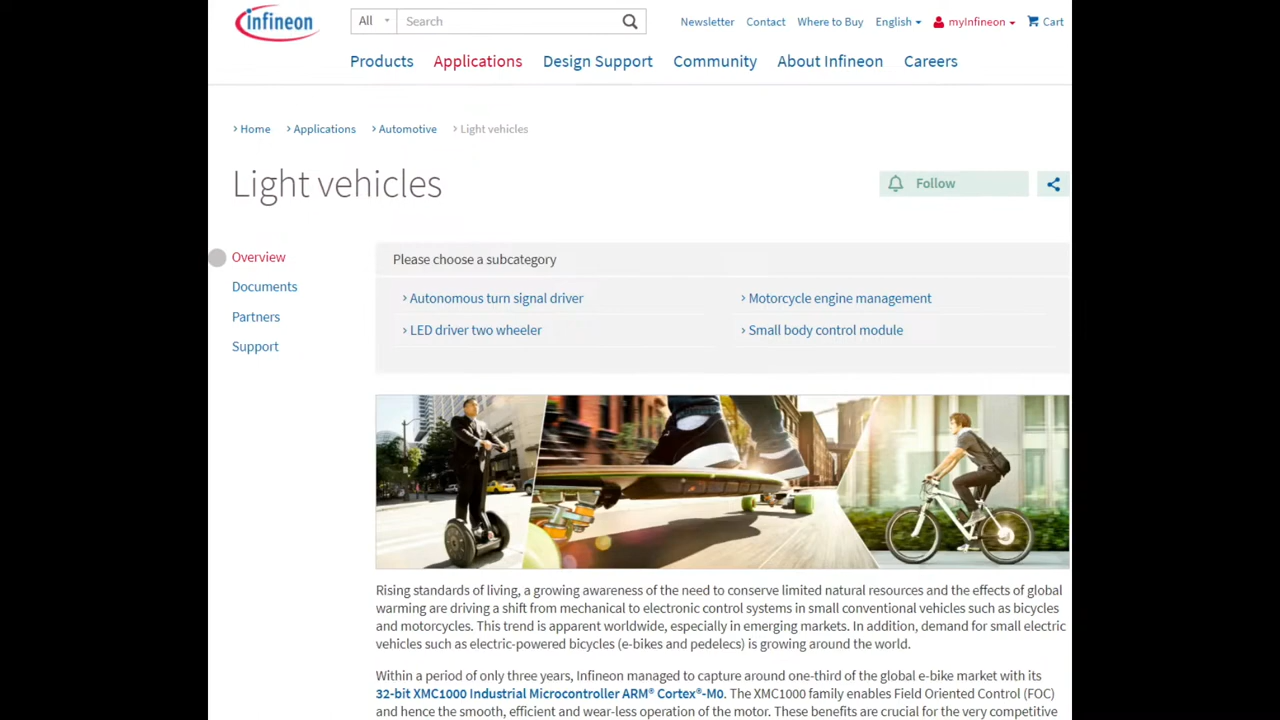 infineon
All
Search
Newsletter Contact Where to Buy English myInfineon Cart
Products Applications Design Support Community About Infineon Careers
Home Applications Automotive Light vehicles
Light vehicles
Follow
Overview
Documents
Partners
Support
Please choose a subcategory
Autonomous turn signal driver
Motorcycle engine management
LED driver two wheeler
Small body control module
Rising standards of living, a growing awareness of the need to conserve limited natural resources and the effects of global
warming are driving a shift from mechanical to electronic control systems in small conventional vehicles such as bicycles
and motorcycles. This trend is apparent worldwide, especially in emerging markets. In addition, demand for small electric
vehicles such as electric-powered bicycles (e-bikes and pedelecs) is growing around the world.
Within a period of only three years, Infineon managed to capture around one-third of the global e-bike market with its
32-bit XMC1000 Industrial Microcontroller ARM® Cortex®-M0. The XMC1000 family enables Field Oriented Control (FOC)
and hence the smooth, efficient and wear-less operation of the motor. These benefits are crucial for the very competitive